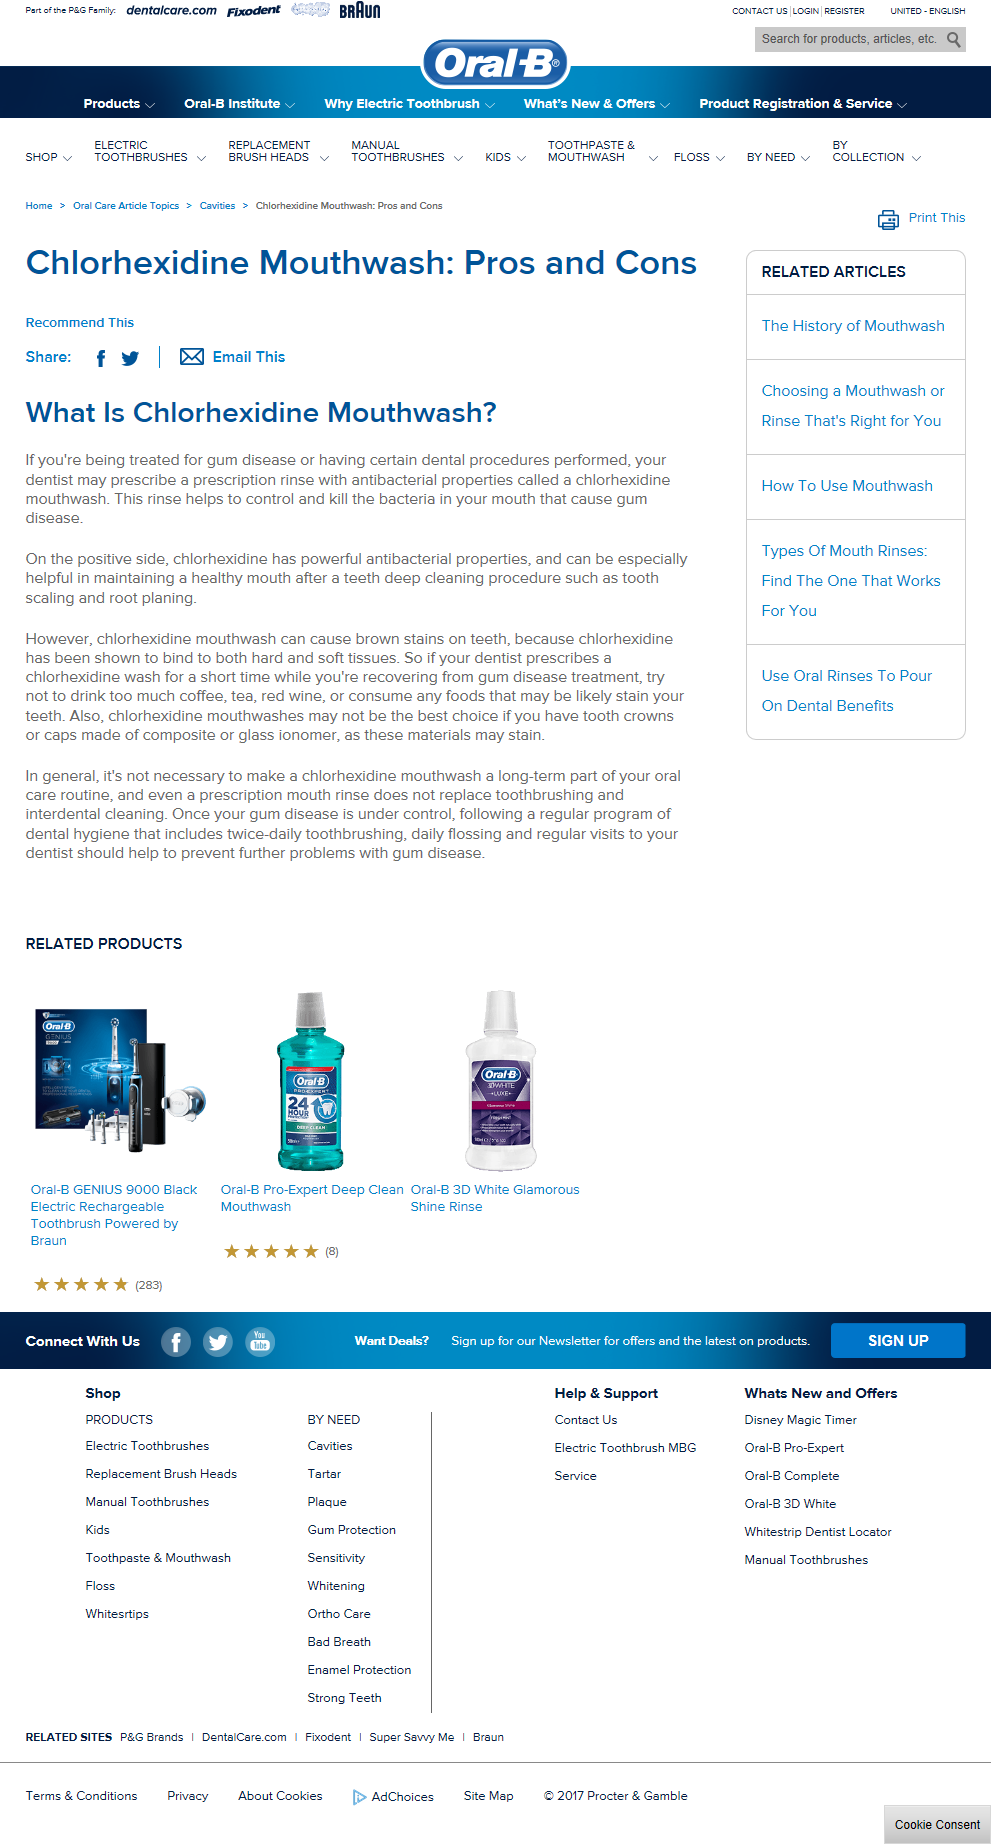 Part of the P&G Family: dentalcare.com Fixodent BRAUN
CONTACT US | LOGIN | REGISTER UNITED - ENGLISH
Search for products, articles, etc.
Oral-B®
Products Oral-B Institute Why Electric Toothbrush What's New & Offers Product Registration & Service
SHOP ELECTRIC TOOTHBRUSHES REPLACEMENT BRUSH HEADS MANUAL TOOTHBRUSHES KIDS TOOTHPASTE & MOUTHWASH FLOSS BY NEED BY COLLECTION
Home > Oral Care Article Topics > Cavities > Chlorhexidine Mouthwash: Pros and Cons
Print This
Chlorhexidine Mouthwash: Pros and Cons
Recommend This
Share: Email This
What Is Chlorhexidine Mouthwash?
If you're being treated for gum disease or having certain dental procedures performed, your
dentist may prescribe a prescription rinse with antibacterial properties called a chlorhexidine
mouthwash. This rinse helps to control and kill the bacteria in your mouth that cause gum
disease.
On the positive side, chlorhexidine has powerful antibacterial properties, and can be especially
helpful in maintaining a healthy mouth after a teeth deep cleaning procedure such as tooth
scaling and root planing.
However, chlorhexidine mouthwash can cause brown stains on teeth, because chlorhexidine
has been shown to bind to both hard and soft tissues. So if your dentist prescribes a
chlorhexidine wash for a short time while you're recovering from gum disease treatment, try
not to drink too much coffee, tea, red wine, or consume any foods that may be likely stain your
teeth. Also, chlorhexidine mouthwashes may not be the best choice if you have tooth crowns
or caps made of composite or glass ionomer, as these materials may stain.
In general, it's not necessary to make a chlorhexidine mouthwash a long-term part of your oral
care routine, and even a prescription mouth rinse does not replace toothbrushing and
interdental cleaning. Once your gum disease is under control, following a regular program of
dental hygiene that includes twice-daily toothbrushing, daily flossing and regular visits to your
dentist should help to prevent further problems with gum disease.
RELATED ARTICLES
The History of Mouthwash
Choosing a Mouthwash or
Rinse That's Right for You
How To Use Mouthwash
Types Of Mouth Rinses:
Find The One That Works
For You
Use Oral Rinses To Pour
On Dental Benefits
RELATED PRODUCTS
Oral-B
GENIUS
Oral-B
PRO-EXPERT
24
HOUR
DEEP CLEAN
Oral-B
3DWHITE
LUXE
Oral-B GENIUS 9000 Black
Electric Rechargeable
Toothbrush Powered by
Braun
(283)
Oral-B Pro-Expert Deep Clean
Mouthwash
(8)
Oral-B 3D White Glamorous
Shine Rinse
Connect With Us You Tube Want Deals? Sign up for our Newsletter for offers and the latest on products. SIGN UP
Shop
PRODUCTS
Electric Toothbrushes
Replacement Brush Heads
Manual Toothbrushes
Kids
Toothpaste & Mouthwash
Floss
Whitesrtips
BY NEED
Cavities
Tartar
Plaque
Gum Protection
Sensitivity
Whitening
Ortho Care
Bad Breath
Enamel Protection
Strong Teeth
Help & Support
Contact Us
Electric Toothbrush MBG
Service
Whats New and Offers
Disney Magic Timer
Oral-B Pro-Expert
Oral-B Complete
Oral-B 3D White
Whitestrip Dentist Locator
Manual Toothbrushes
RELATED SITES P&G Brands | DentalCare.com | Fixodent | Super Savvy Me | Braun
Terms & Conditions Privacy About Cookies AdChoices Site Map © 2017 Procter & Gamble
Cookie Consent